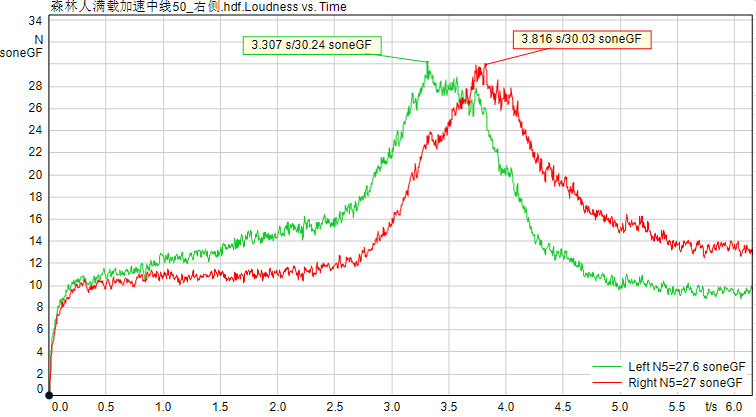 森林人满载加速中线50_右侧.hdf.Loudness vs. Time
34
N
soneGF
28
26
24
22
20
18
16
14
12
10
8
6
4
2
0
3.307 s/30.24 soneGF
3.816 s/30.03 soneGF
Left N5=27.6 soneGF
Right N5=27 soneGF
0.0 0.5 1.0 1.5 2.0 2.5 3.0 3.5 4.0 4.5 5.0 5.5 t/s 6.0